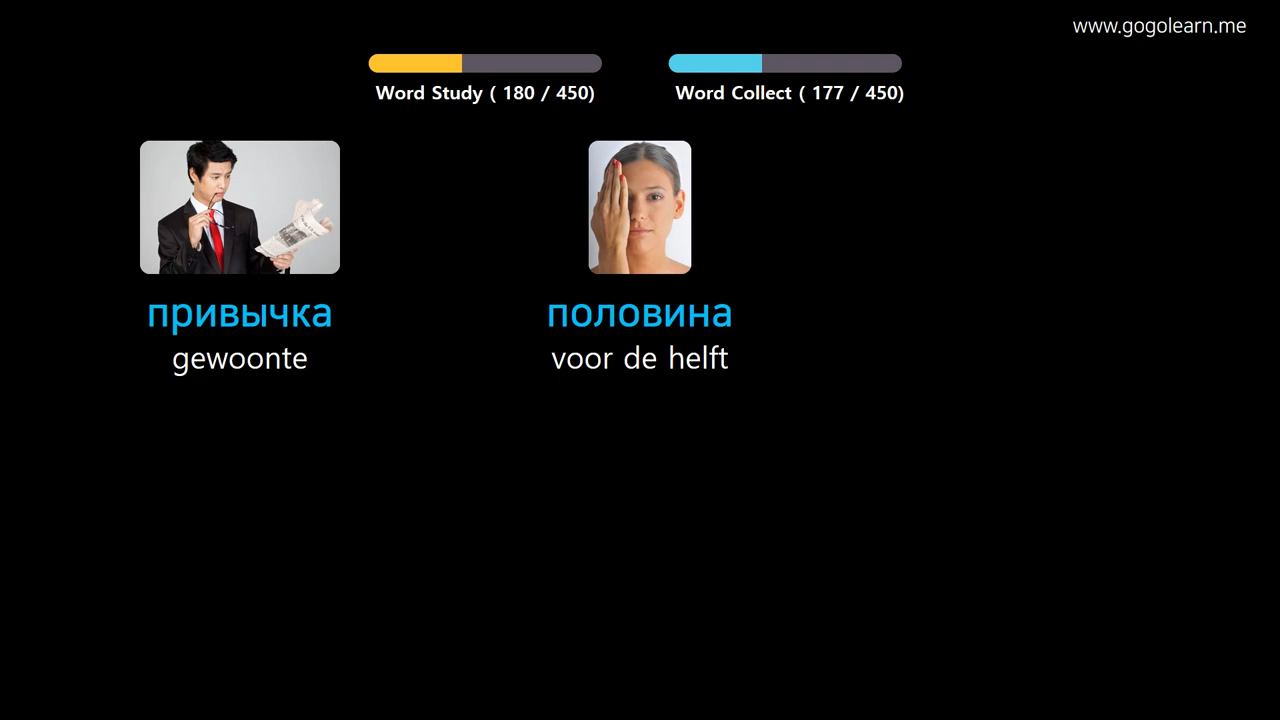 www.gogolearn.me
Word Study ( 180 / 450)
Word Collect ( 177 / 450)
привычка
gewoonte
половина
voor de helft